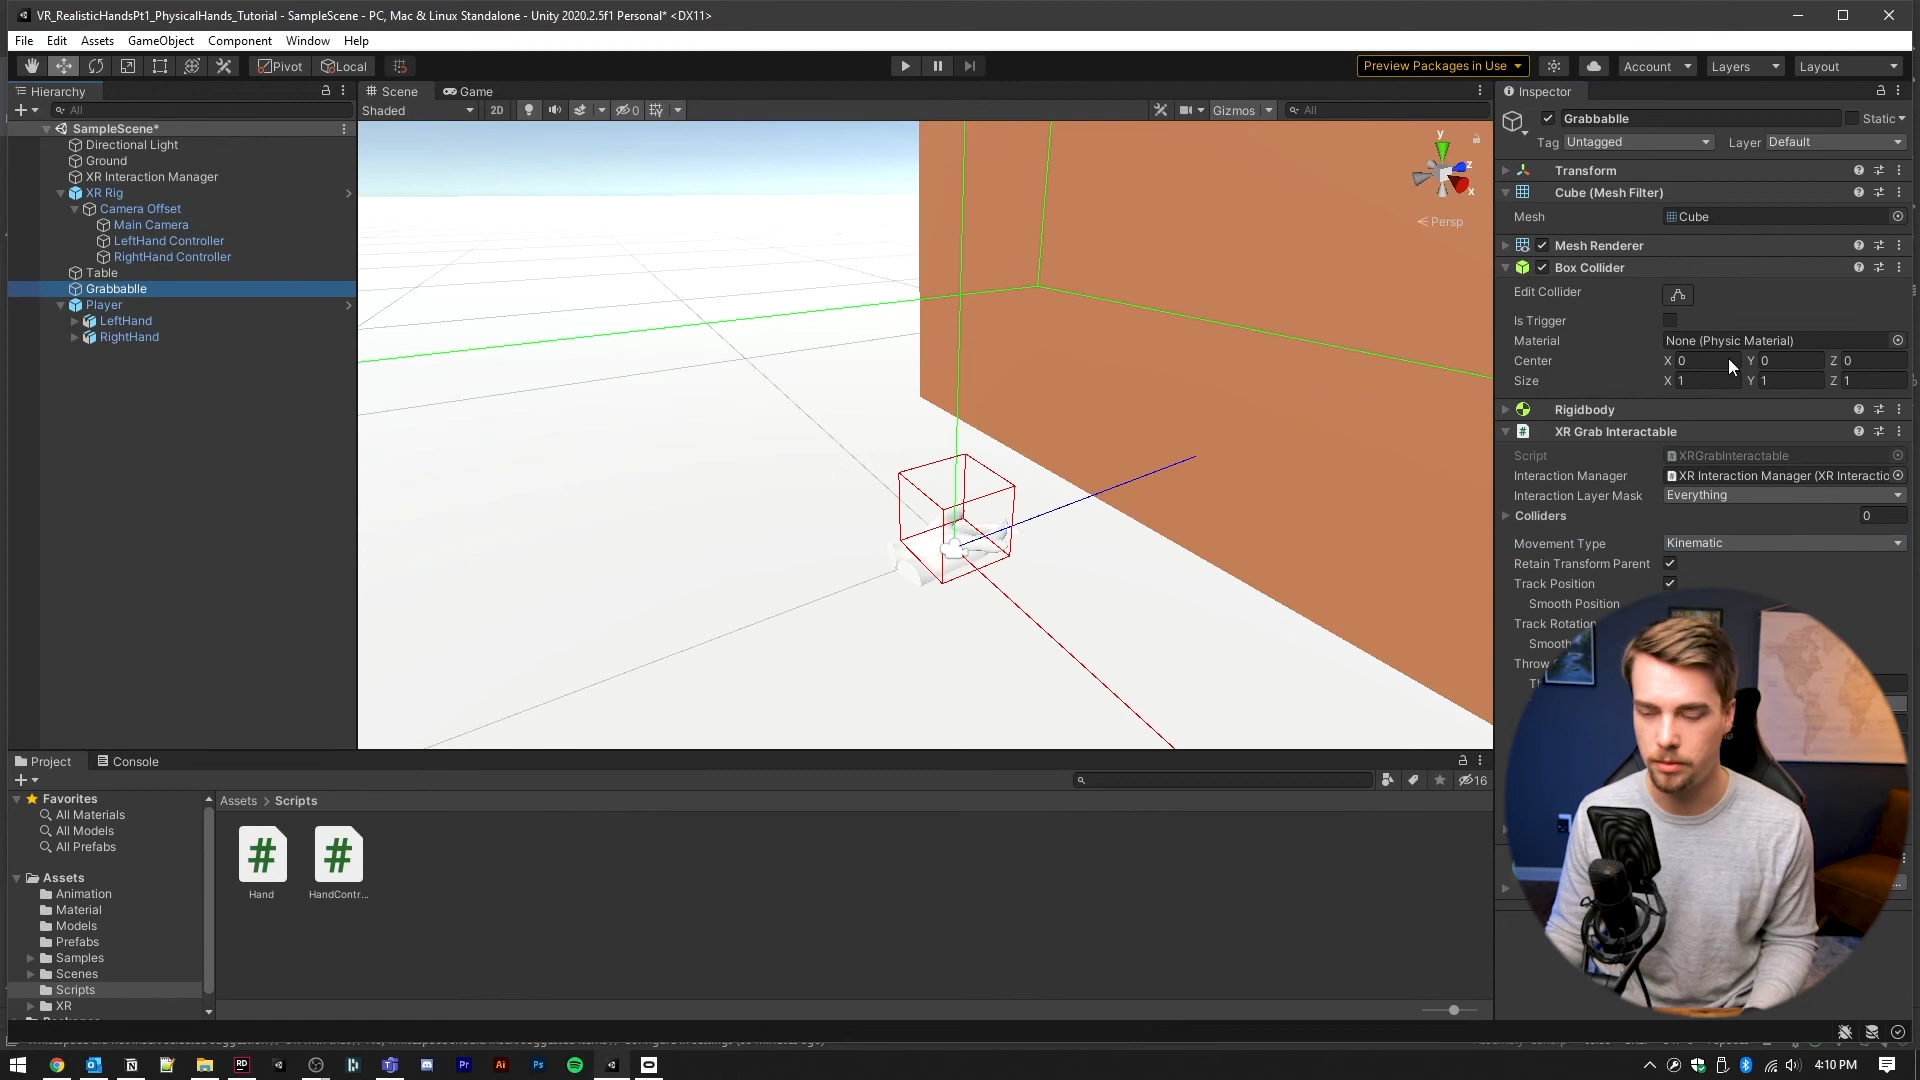 VR_RealisticHandsPt1_PhysicalHands_Tutorial - SampleScene - PC, Mac & Linux Standalone - Unity 2020.2.5f1 Personal* <DX11>
File Edit Assets GameObject Component Window Help
Pivot Local Preview Packages in Use Account Layers Layout
Hierarchy Scene Game Inspector
All Shaded 2D 0 Gizmos All
Grabbablle Static
Tag Untagged Layer Default
SampleScene*
Directional Light
Ground
XR Interaction Manager
XR Rig
Camera Offset
Main Camera
LeftHand Controller
RightHand Controller
Table
Grabbablle
Player
LeftHand
RightHand
y
z
x
Persp
Transform
Cube (Mesh Filter)
Mesh Cube
Mesh Renderer
Box Collider
Edit Collider
Is Trigger
Material None (Physic Material)
Center X 0 Y 0 Z 0
Size X 1 Y 1 Z 1
Rigidbody
XR Grab Interactable
Script XRGrabInteractable
Interaction Manager XR Interaction Manager (XR Interactio
Interaction Layer Mask Everything
Colliders 0
Movement Type Kinematic
Retain Transform Parent
Track Position
Smooth Position
Track Rotation
Smooth
Throw
Project Console
16
Favorites
All Materials
All Models
All Prefabs
Assets
Animation
Material
Models
Prefabs
Samples
Scenes
Scripts
XR
Assets > Scripts
Hand HandContr...
4:10 PM